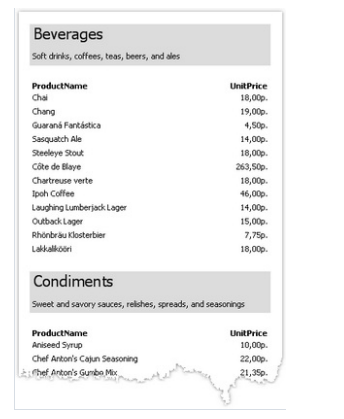 Beverages
Soft drinks, coffees, teas, beers, and ales
ProductName UnitPrice
Chai 18,00p.
Chang 19,00p.
Guaraná Fantástica 4,50p.
Sasquatch Ale 14,00p.
Steeleye Stout 18,00p.
Côte de Blaye 263,50p.
Chartreuse verte 18,00p.
Ipoh Coffee 46,00p.
Laughing Lumberjack Lager 14,00p.
Outback Lager 15,00p.
Rhönbräu Klosterbier 7,75p.
Lakkalikööri 18,00p.
Condiments
Sweet and savory sauces, relishes, spreads, and seasonings
ProductName UnitPrice
Aniseed Syrup 10,00p.
Chef Anton's Cajun Seasoning 22,00p.
Chef Anton's Gumbo Mix 21,35p.